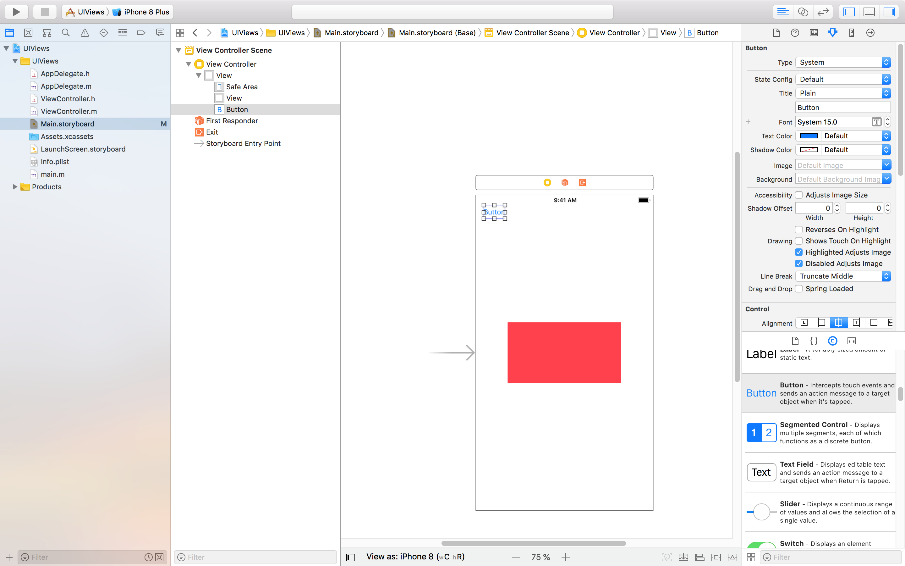 UIViews
iPhone 8 Plus
UIViews
UIViews
Main.storyboard
Main.storyboard (Base)
View Controller Scene
View Controller
View
B Button
UIViews
UIViews
AppDelegate.h
AppDelegate.m
ViewController.h
ViewController.m
Main.storyboard M
Assets.xcassets
LaunchScreen.storyboard
Info.plist
main.m
Products
Filter
View Controller Scene
View Controller
View
Safe Area
View
B Button
First Responder
Exit
Storyboard Entry Point
Filter
9:41 AM
Button
View as: iPhone 8 (wC hR)
75 %
Button
Type System
State Config Default
Title Plain
Button
Font System 15.0
Text Color Default
Shadow Color Default
Image Default Image
Background Default Background Imag
Accessibility Adjusts Image Size
Shadow Offset 0 0
Width Height
Reverses On Highlight
Drawing Shows Touch On Highlight
Highlighted Adjusts Image
Disabled Adjusts Image
Line Break Truncate Middle
Drag and Drop Spring Loaded
Control
Alignment
Label
static text
Button Button - Intercepts touch events and
sends an action message to a target
object when it's tapped.
1 2 Segmented Control - Displays
multiple segments, each of which
functions as a discrete button.
Text Text Field - Displays editable text
and sends an action message to a
target object when Return is tapped.
Slider - Displays a continuous range
of values and allows the selection of a
single value.
Switch - Displays an element
Filter